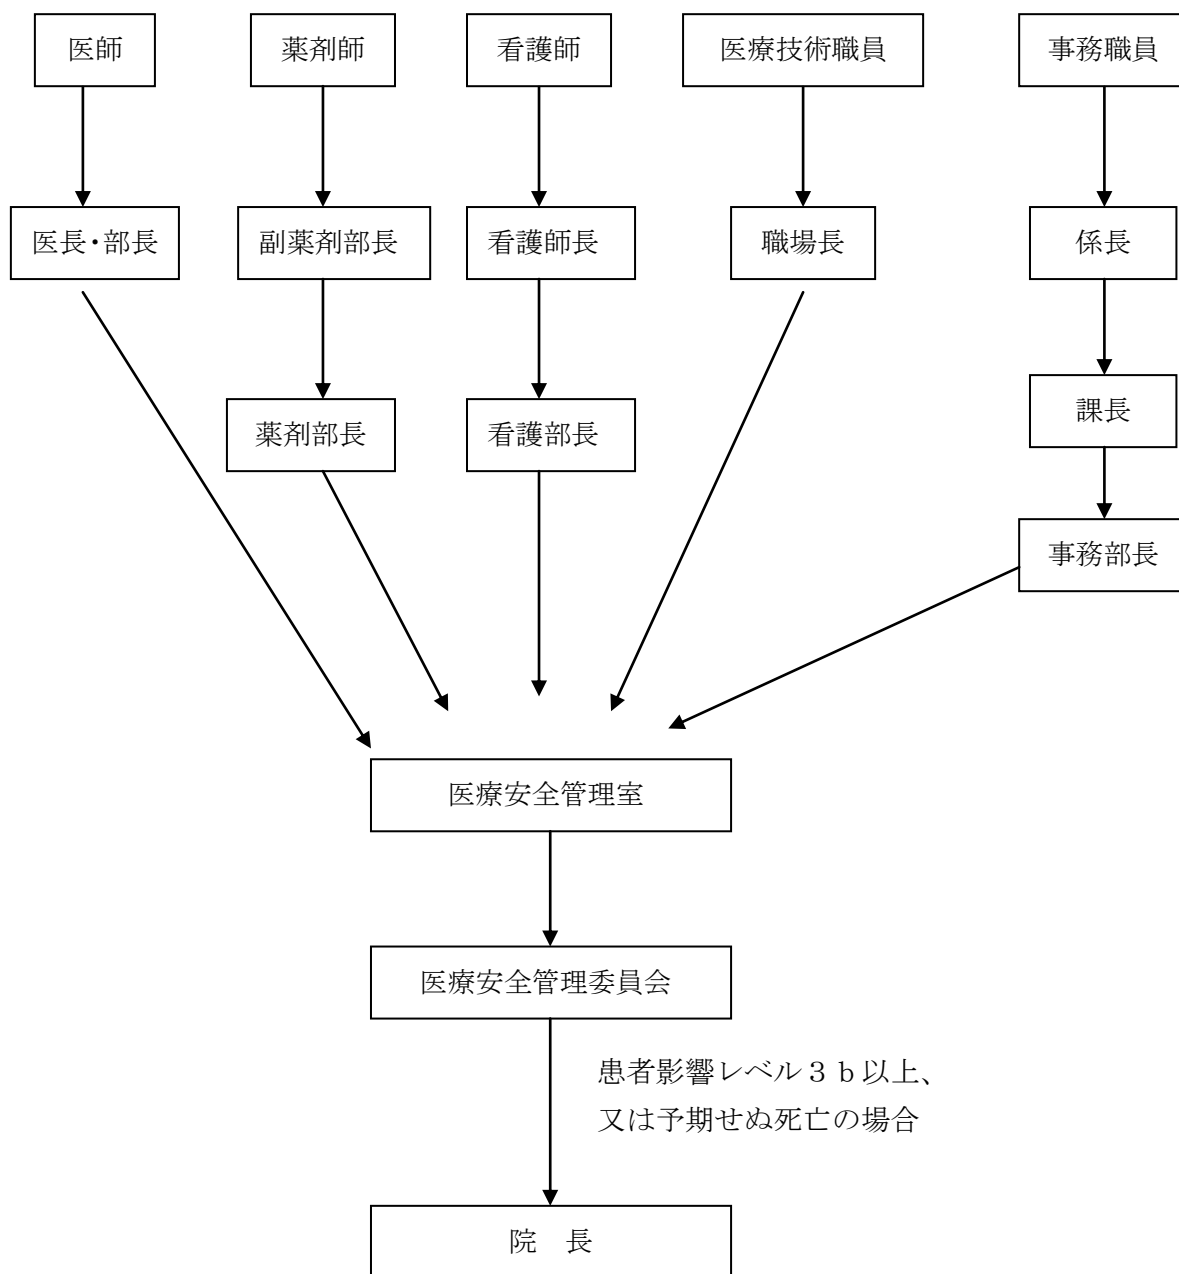 医師
薬剤師
看護師
医療技術職員
事務職員
医長・部長
副薬剤部長
看護師長
職場長
係長
薬剤部長
看護部長
課長
事務部長
医療安全管理室
医療安全管理委員会
患者影響レベル３ｂ以上、
又は予期せぬ死亡の場合
院　長